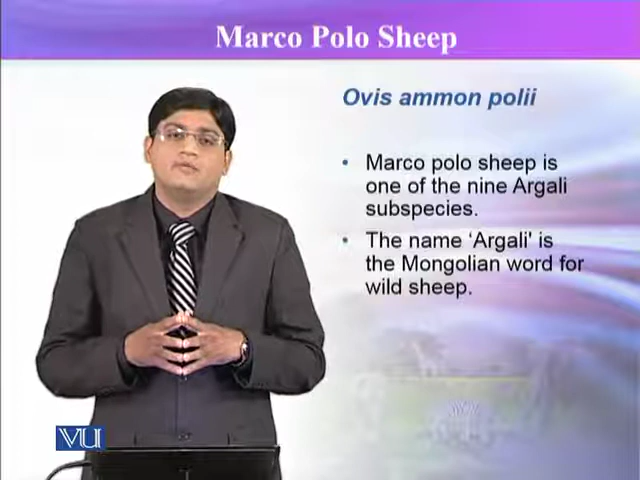 Marco Polo Sheep
Ovis ammon polii
• Marco polo sheep is
one of the nine Argali
subspecies.
• The name ‘Argali' is
the Mongolian word for
wild sheep.
VU